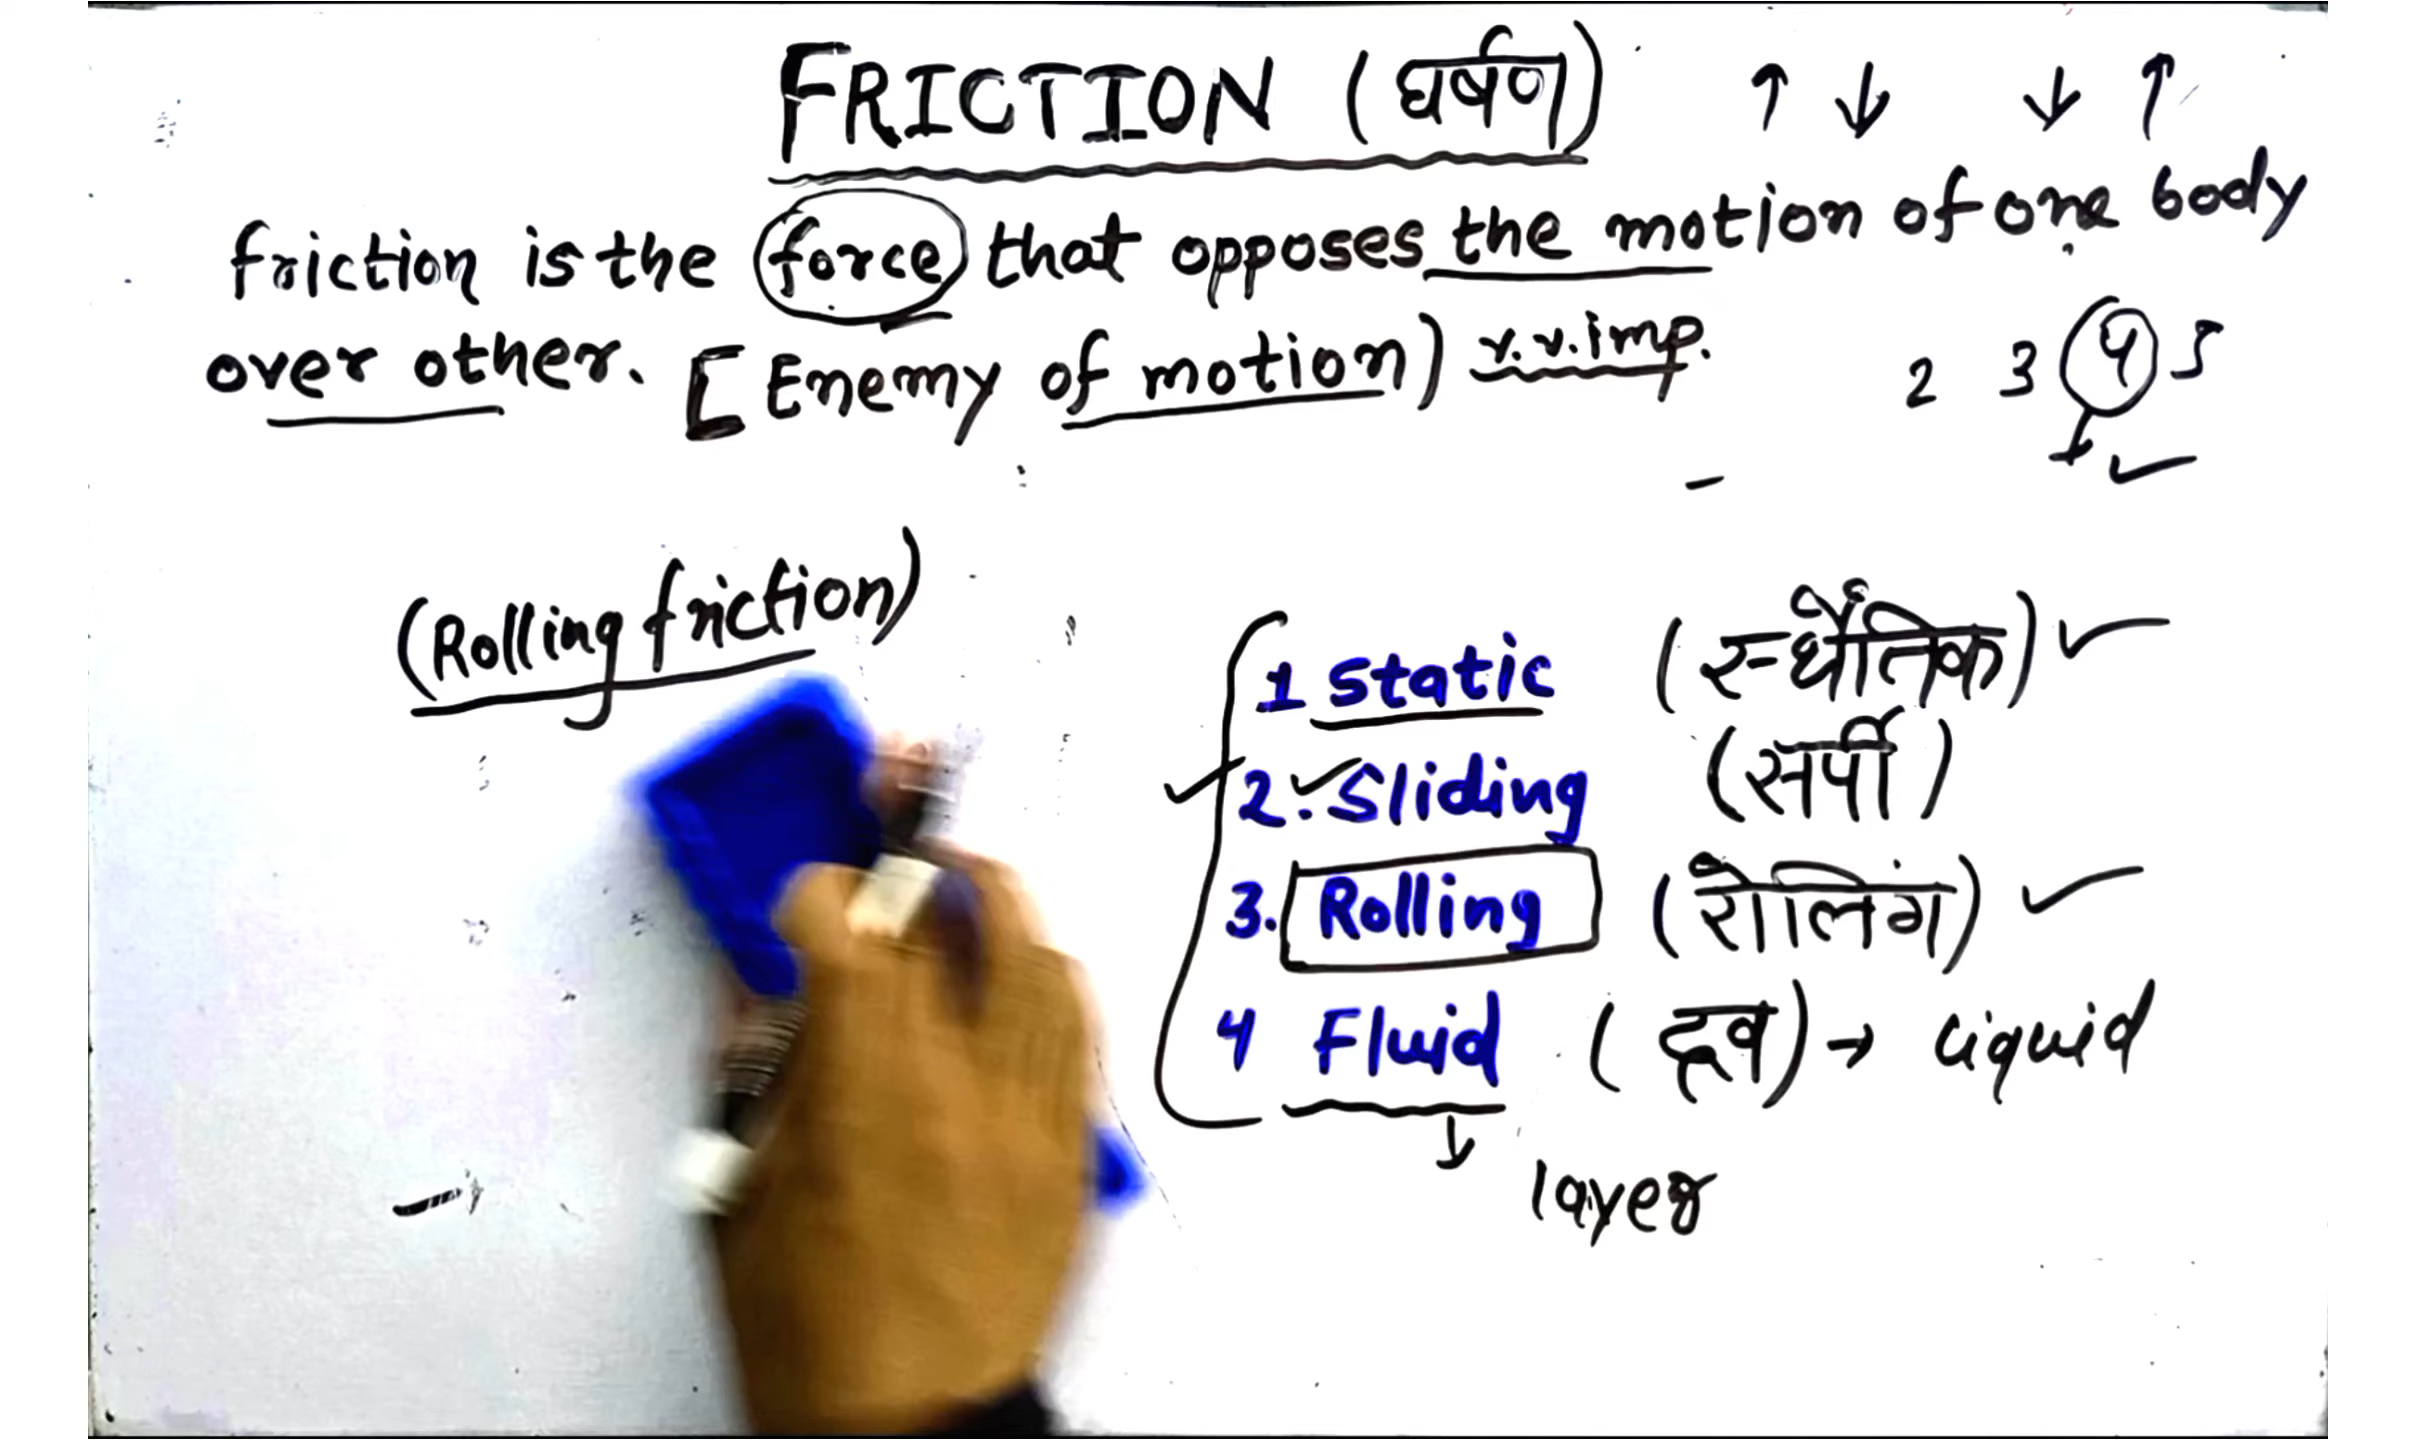 FRICTION (घर्षण) ↑ ↓ ↓ ↑
friction is the force that opposes the motion of one body
over other. [Enemy of motion) v.v.imp.
2 3 4 5
(Rolling friction)
1 Static (स्थैतिक) ✓
✓ 2. ✓ Sliding (सर्पी)
3. Rolling (रोलिंग) ✓
4 Fluid (द्रव) → liquid
layer